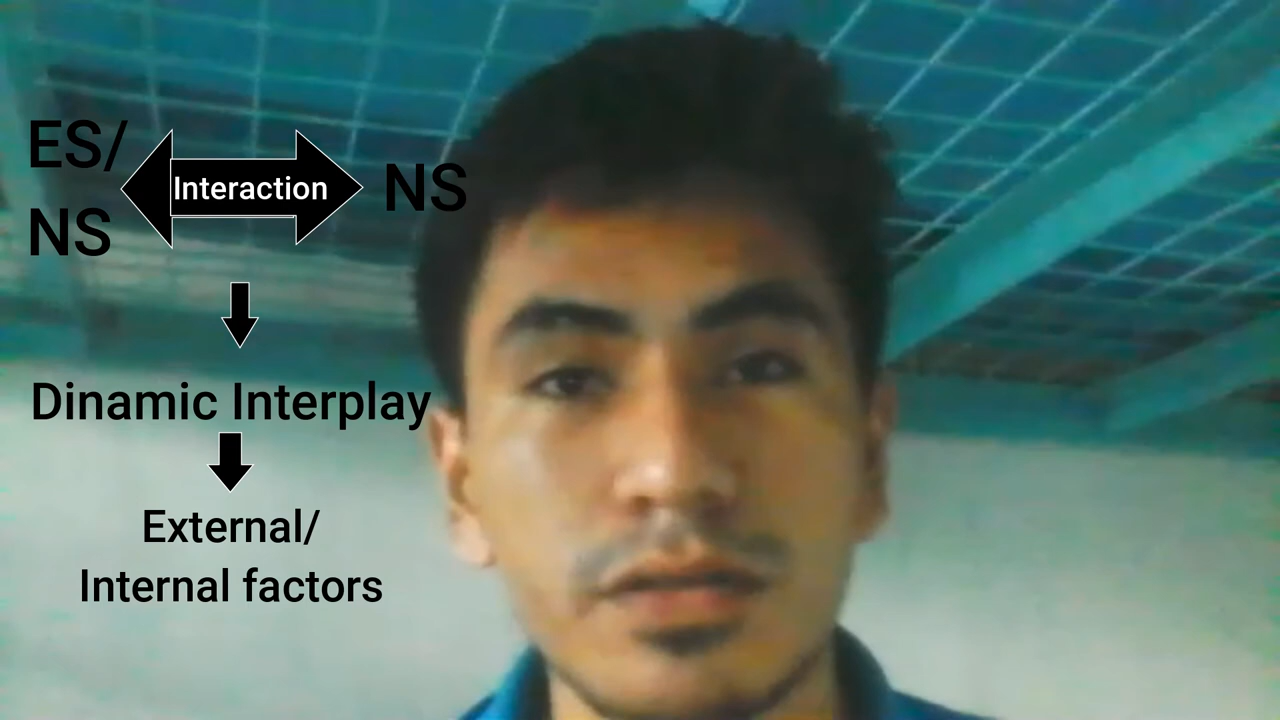 ES/
NS
Interaction
NS
Dinamic Interplay
External/
Internal factors